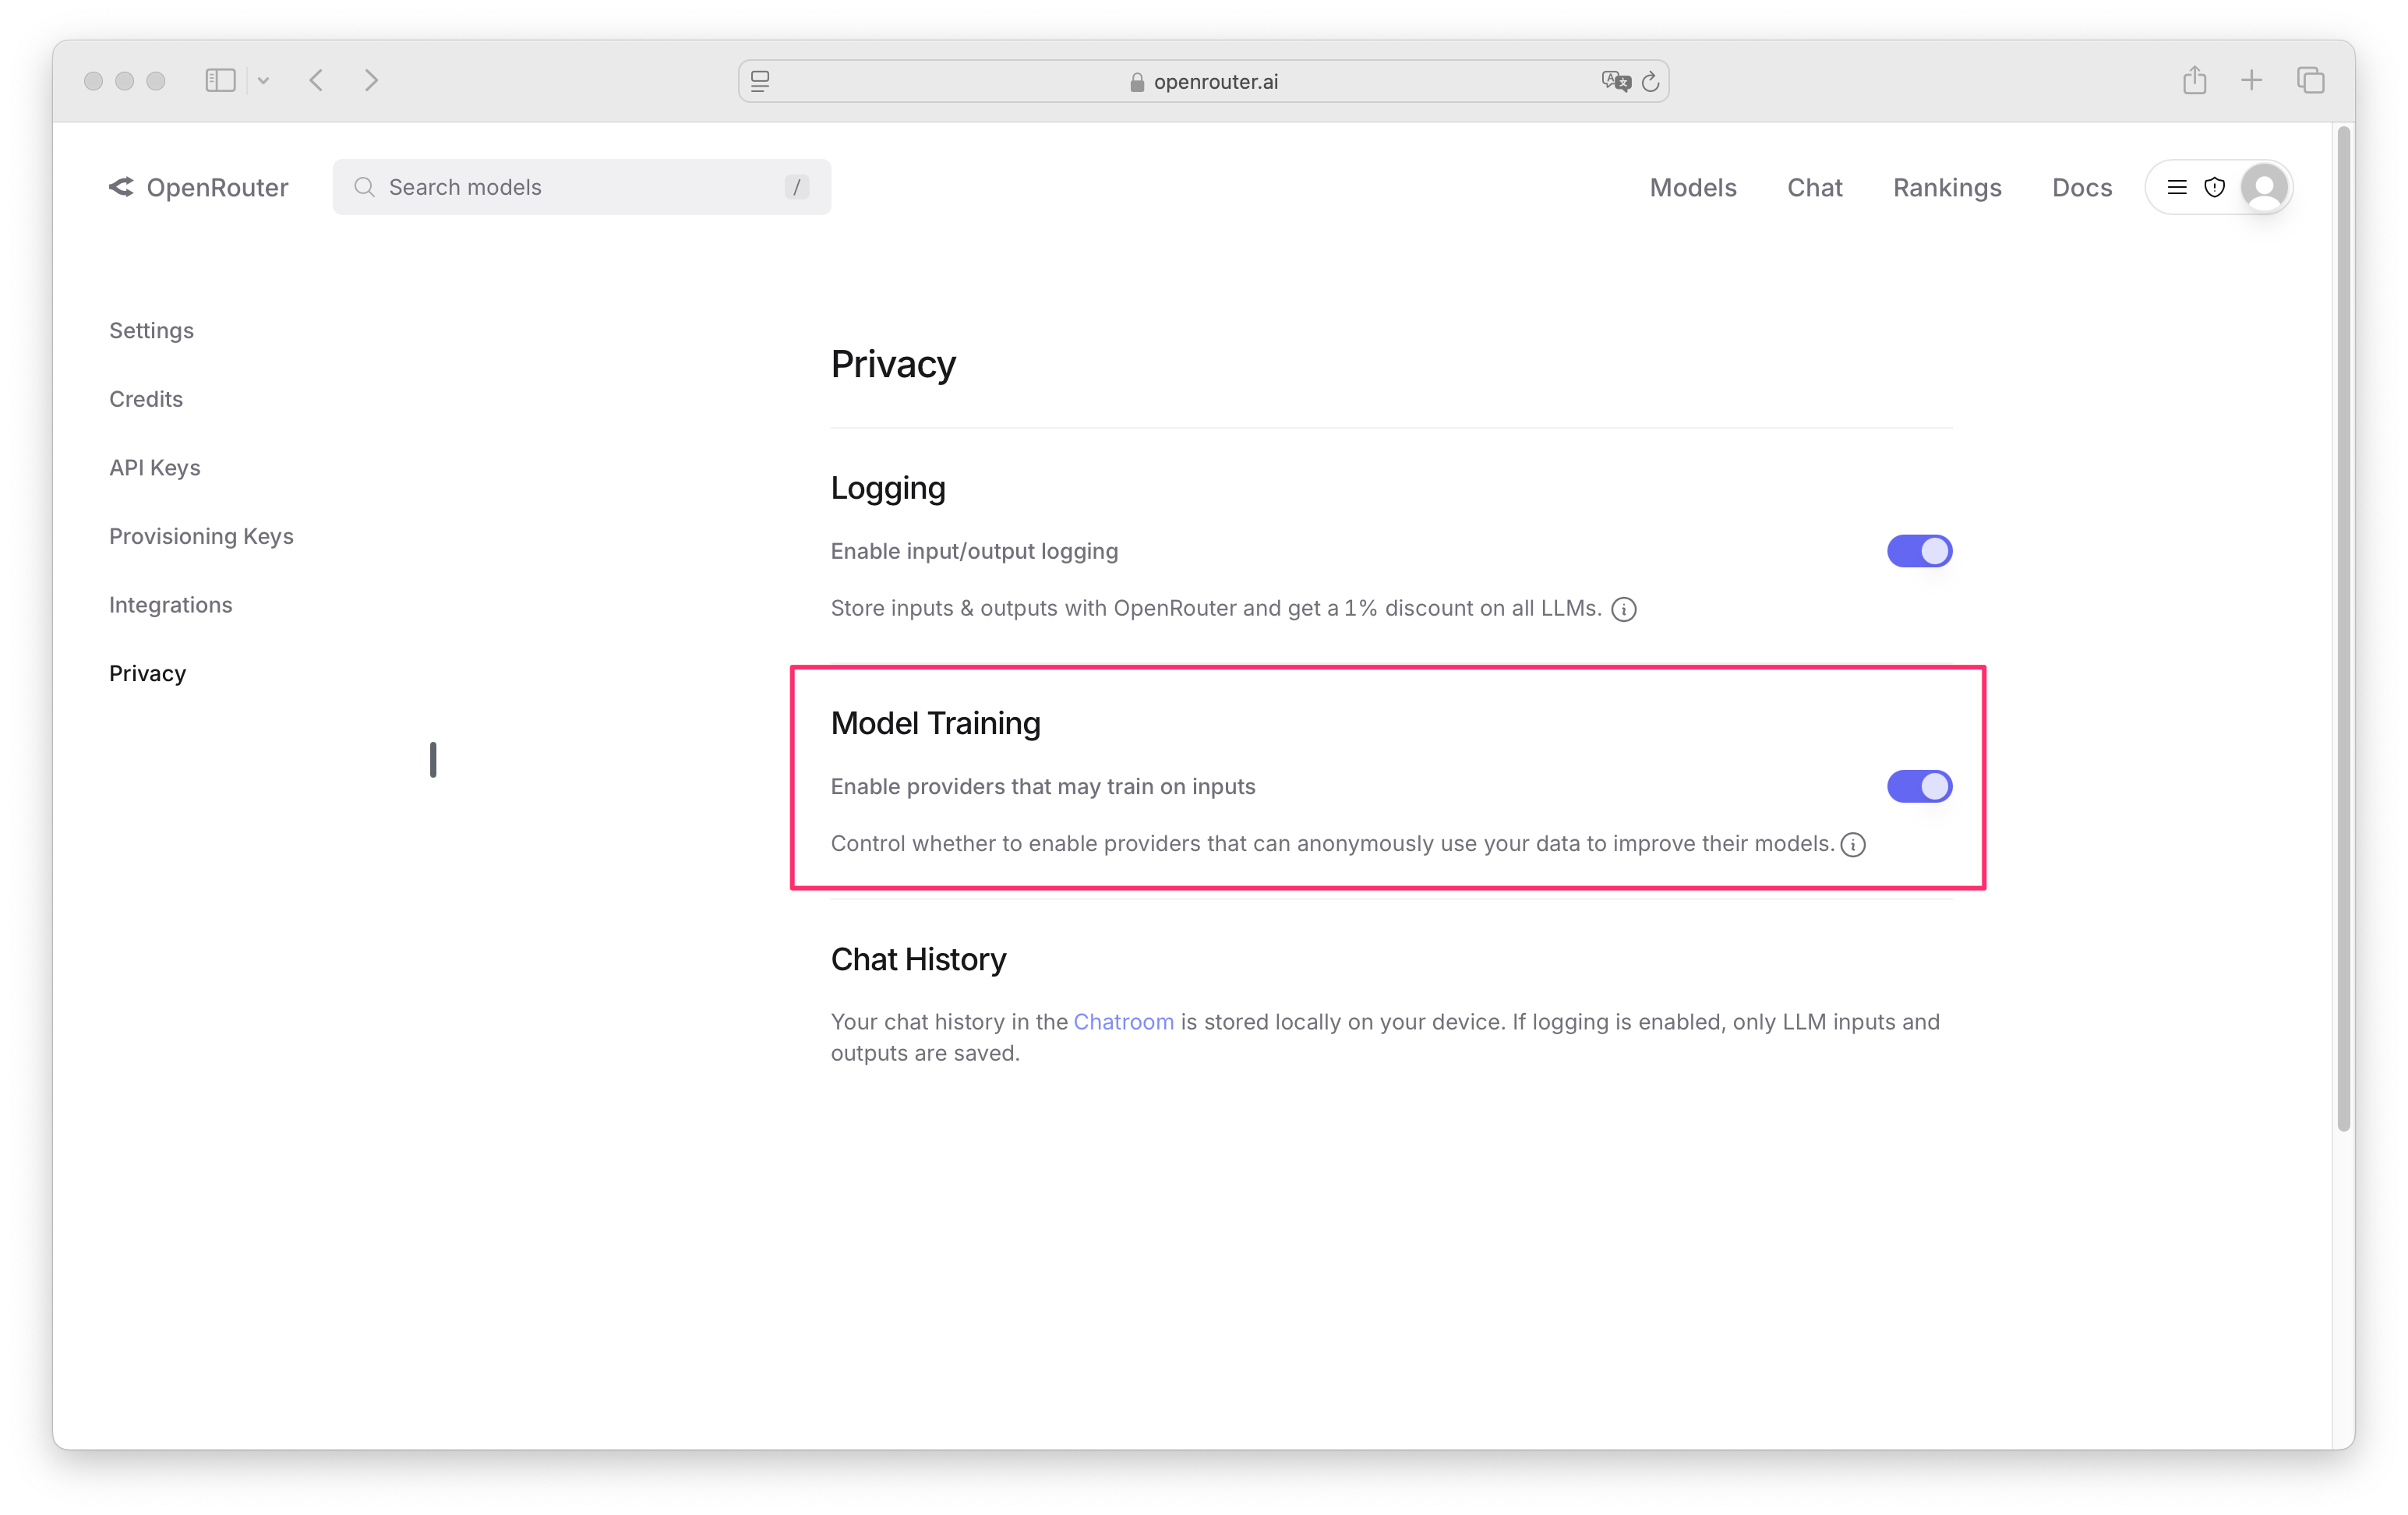 openrouter.ai
OpenRouter
Search models
/
Models
Chat
Rankings
Docs
Settings
Credits
API Keys
Provisioning Keys
Integrations
Privacy
Privacy
Logging
Enable input/output logging
Store inputs & outputs with OpenRouter and get a 1% discount on all LLMs.
Model Training
Enable providers that may train on inputs
Control whether to enable providers that can anonymously use your data to improve their models.
Chat History
Your chat history in the Chatroom is stored locally on your device. If logging is enabled, only LLM inputs and
outputs are saved.